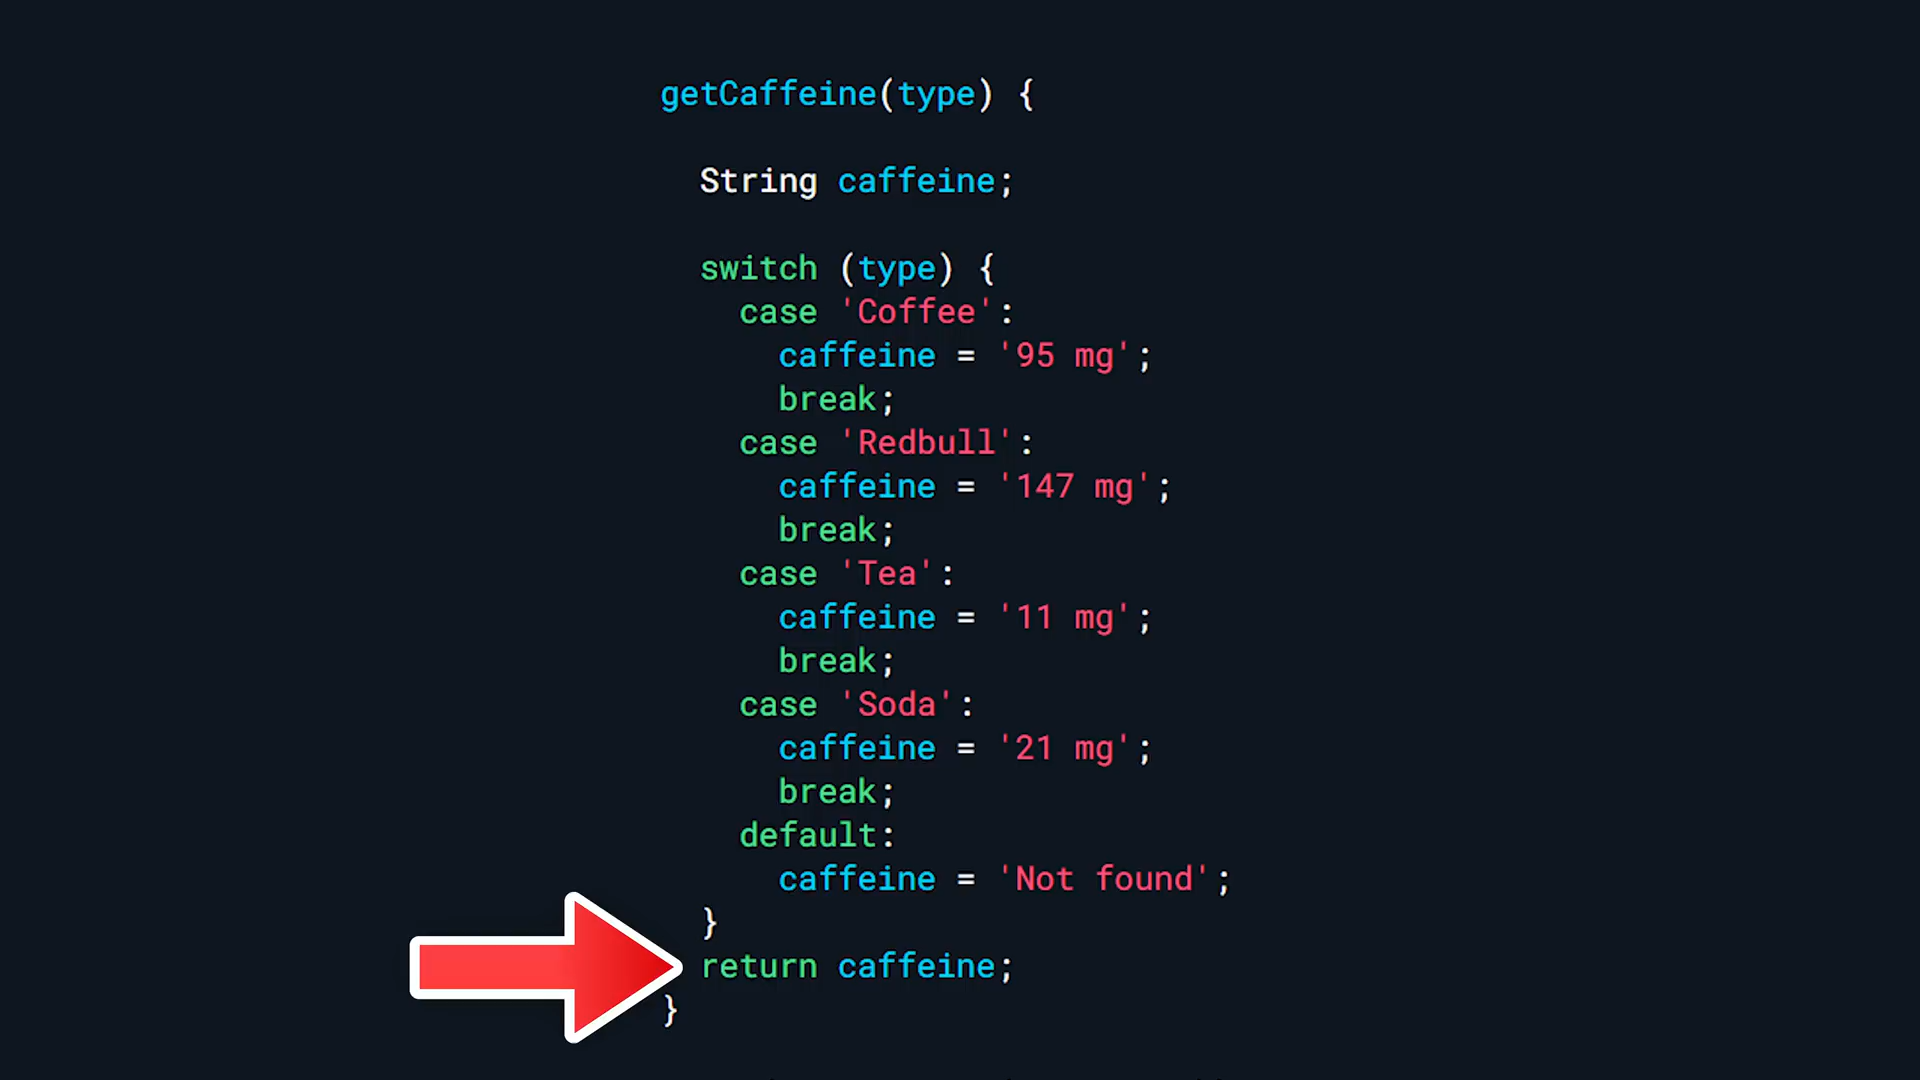 getCaffeine(type) {
String caffeine;
switch (type) {
case 'Coffee':
caffeine = '95 mg';
break;
case 'Redbull':
caffeine = '147 mg';
break;
case 'Tea':
caffeine = '11 mg';
break;
case 'Soda':
caffeine = '21 mg';
break;
default:
caffeine = 'Not found';
}
return caffeine;
}